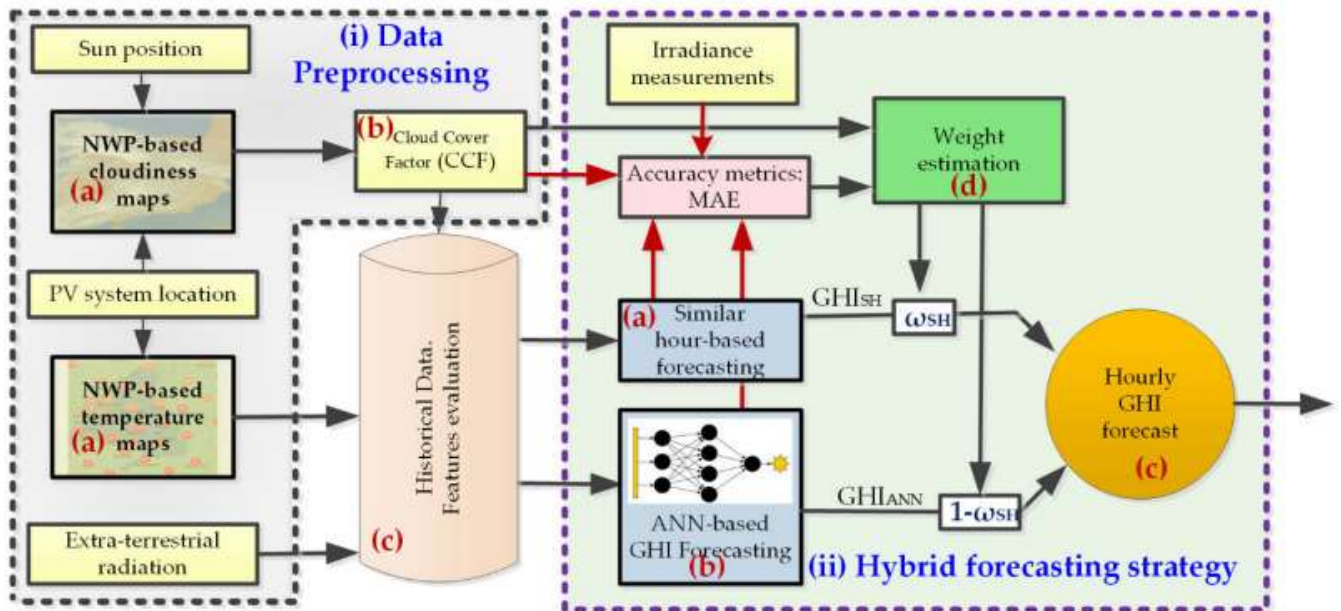 Sun position
(i) Data
Preprocessing
NWP-based
cloudiness
(a)
maps
(b)
Cloud Cover
Factor (CCF)
PV system location
NWP-based
temperature
(a)
maps
Extra-terrestrial
radiation
Historical Data.
Features evaluation
(c)
Irradiance
measurements
Accuracy metrics:
MAE
Weight
estimation
(d)
(a)
Similar
hour-based
forecasting
GHISH
ωSH
ANN-based
GHI Forecasting
(b)
GHIANN
1-ωSH
Hourly
GHI
forecast
(c)
(ii) Hybrid forecasting strategy